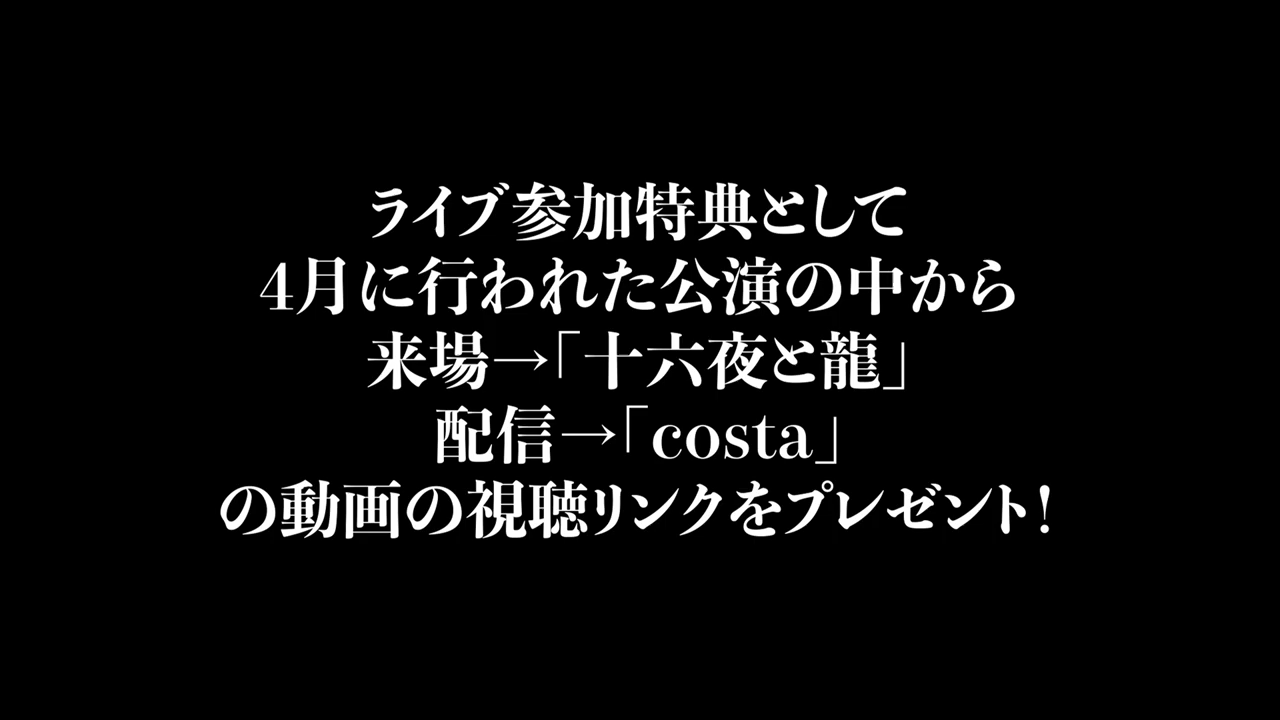 ライブ参加特典として
4月に行われた公演の中から
来場→「十六夜と龍」
配信→「costa」
の動画の視聴リンクをプレゼント!